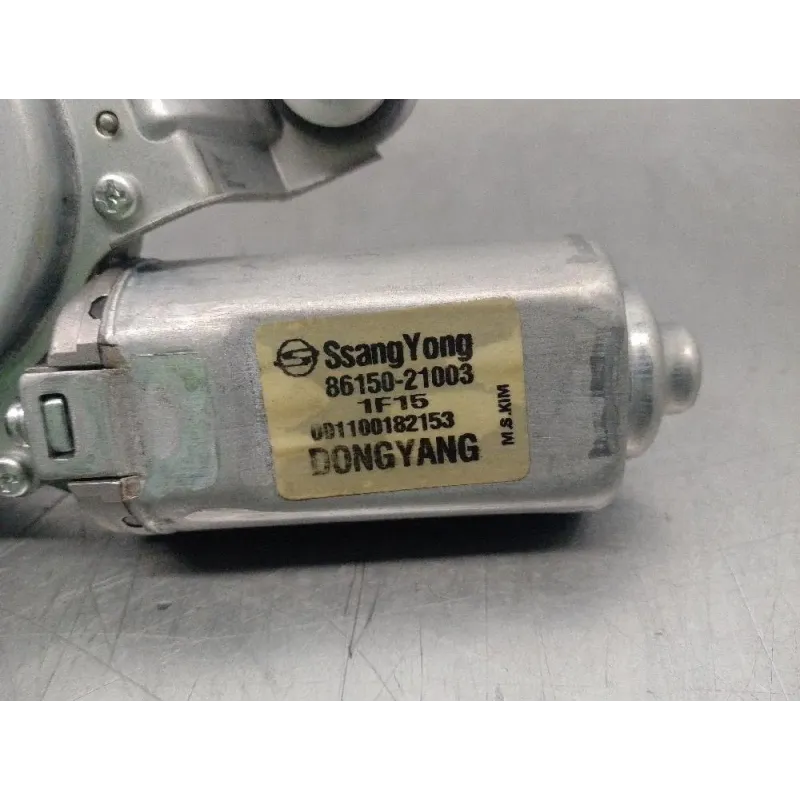 SsangYong
86150-21003
1F15
001100182153
DONGYANG
M.S.KIM